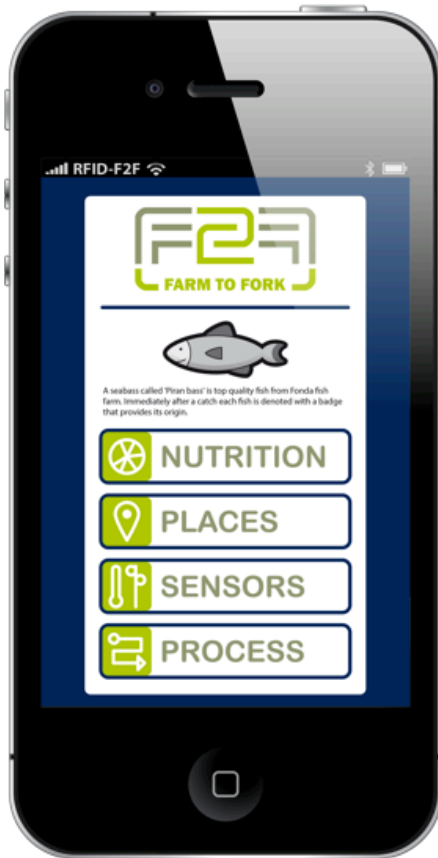 RFID-F2F
F2F
FARM TO FORK
A seabass called 'Piran bass' is top quality fish from Fonda fish
farm. Immediately after a catch each fish is denoted with a badge
that provides its origin.
NUTRITION
PLACES
SENSORS
PROCESS